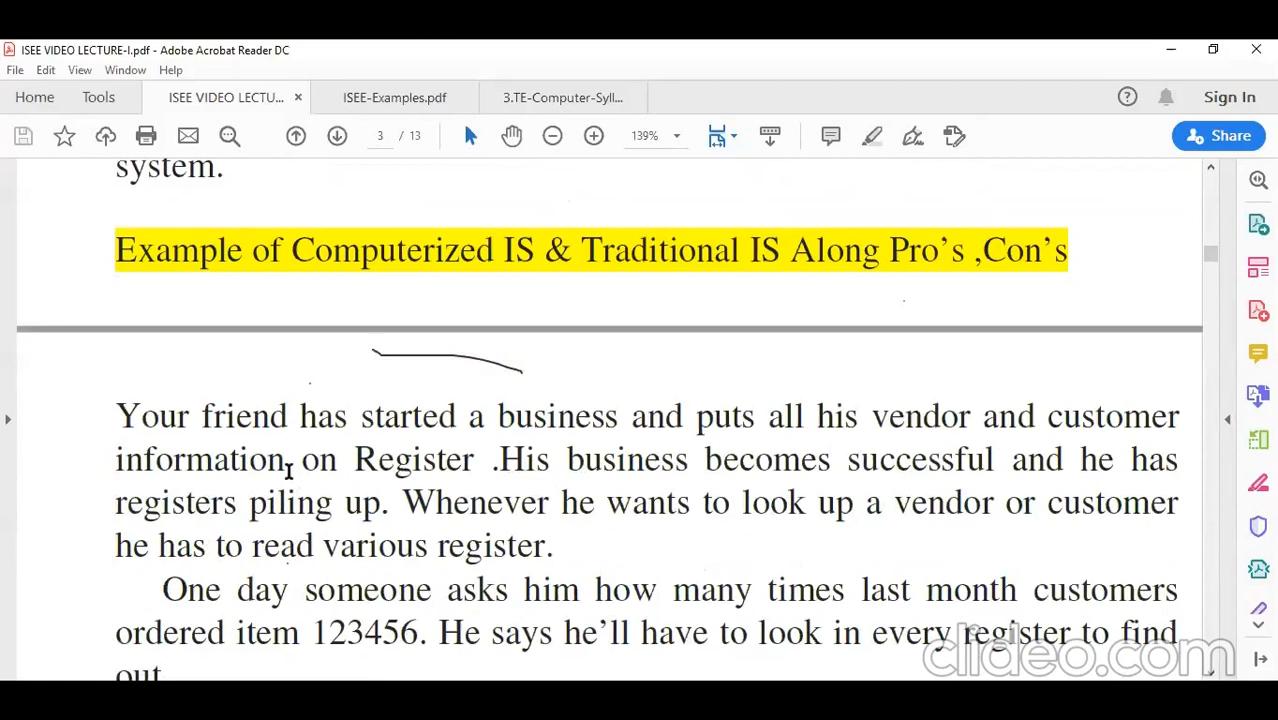 ISEE VIDEO LECTURE-I.pdf - Adobe Acrobat Reader DC
File Edit View Window Help
Home Tools ISEE VIDEO LECTU... × ISEE-Examples.pdf 3.TE-Computer-Syll... Sign In
3 / 13 139% Share
system.
Example of Computerized IS & Traditional IS Along Pro's ,Con's
Your friend has started a business and puts all his vendor and customer
information on Register .His business becomes successful and he has
registers piling up. Whenever he wants to look up a vendor or customer
he has to read various register.
One day someone asks him how many times last month customers
ordered item 123456. He says he'll have to look in every register to find
out
clideo.com